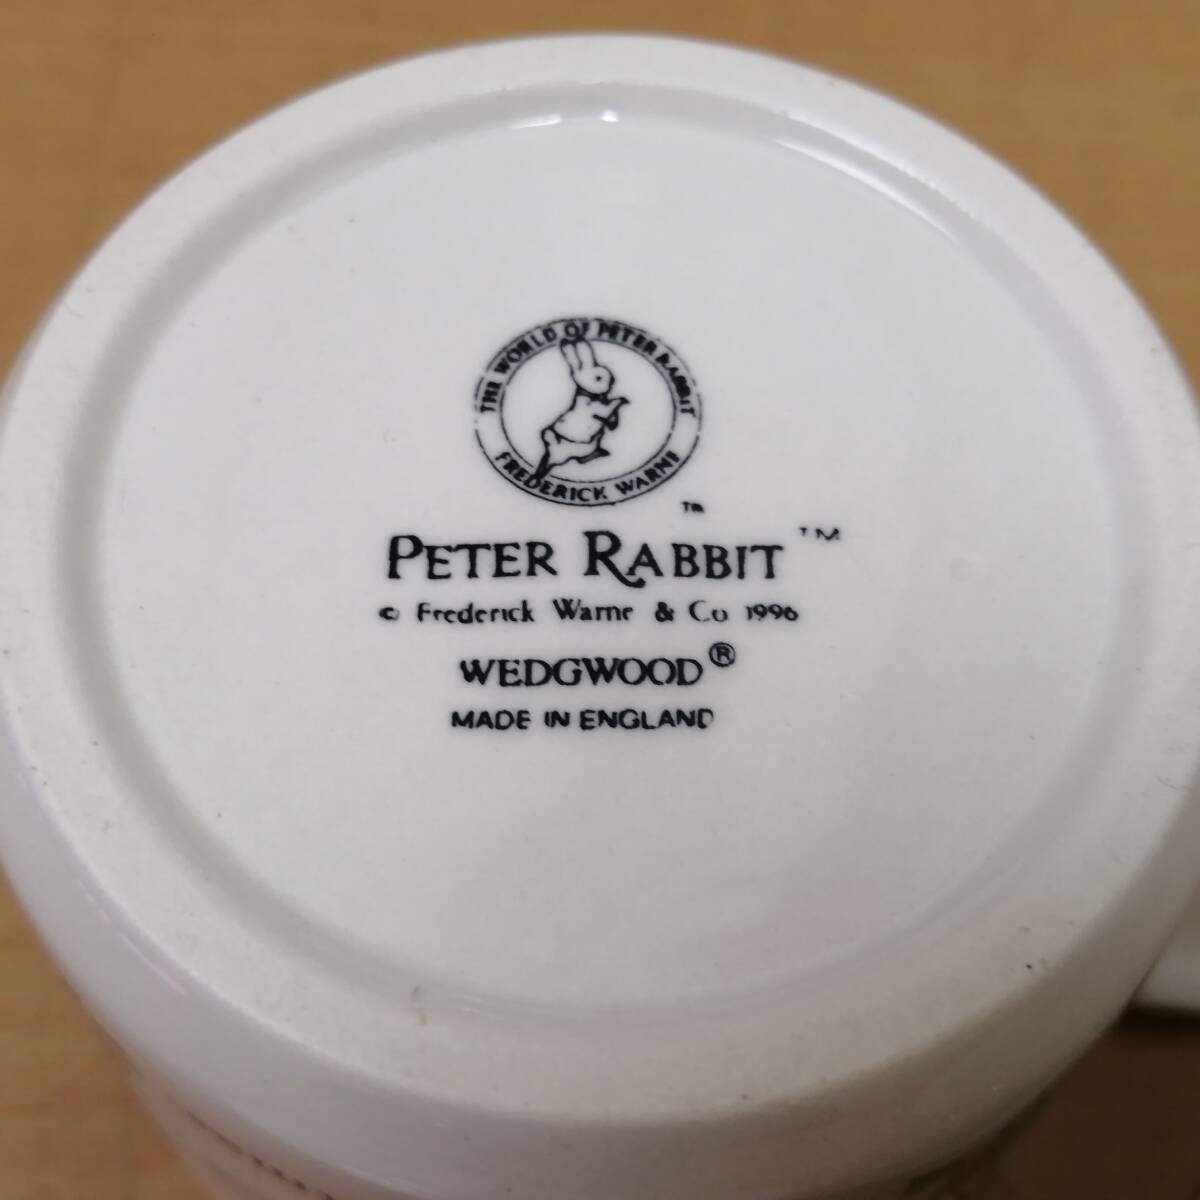 THE WORLD OF PETER RABBIT
FREDERICK WARNE
TM
PETER RABBIT TM
© Frederick Warne & Co 1996
WEDGWOOD®
MADE IN ENGLAND